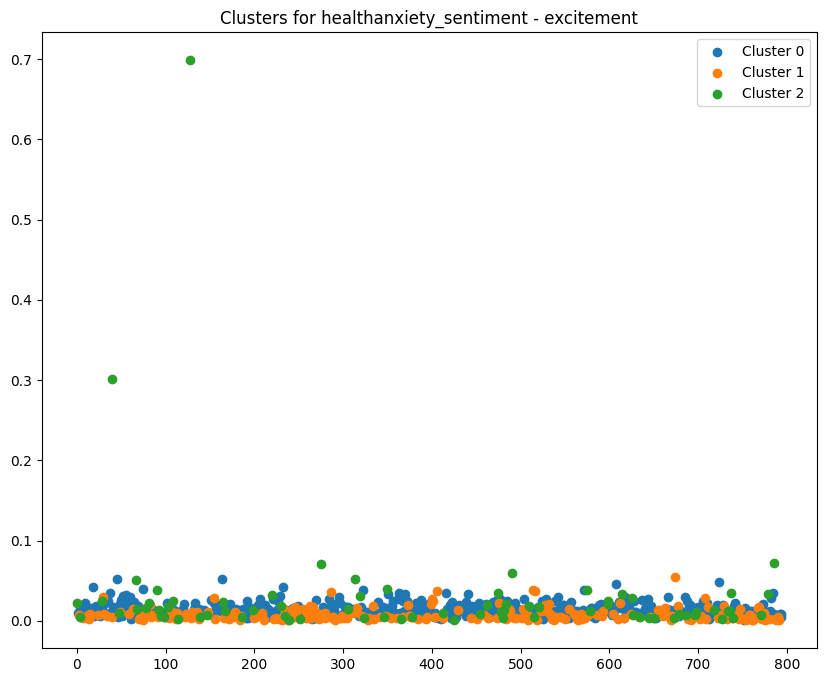 Clusters for healthanxiety_sentiment - excitement
Cluster 0
Cluster 1
Cluster 2
0.7
0.6
0.5
0.4
0.3
0.2
0.1
0.0
0 100 200 300 400 500 600 700 800